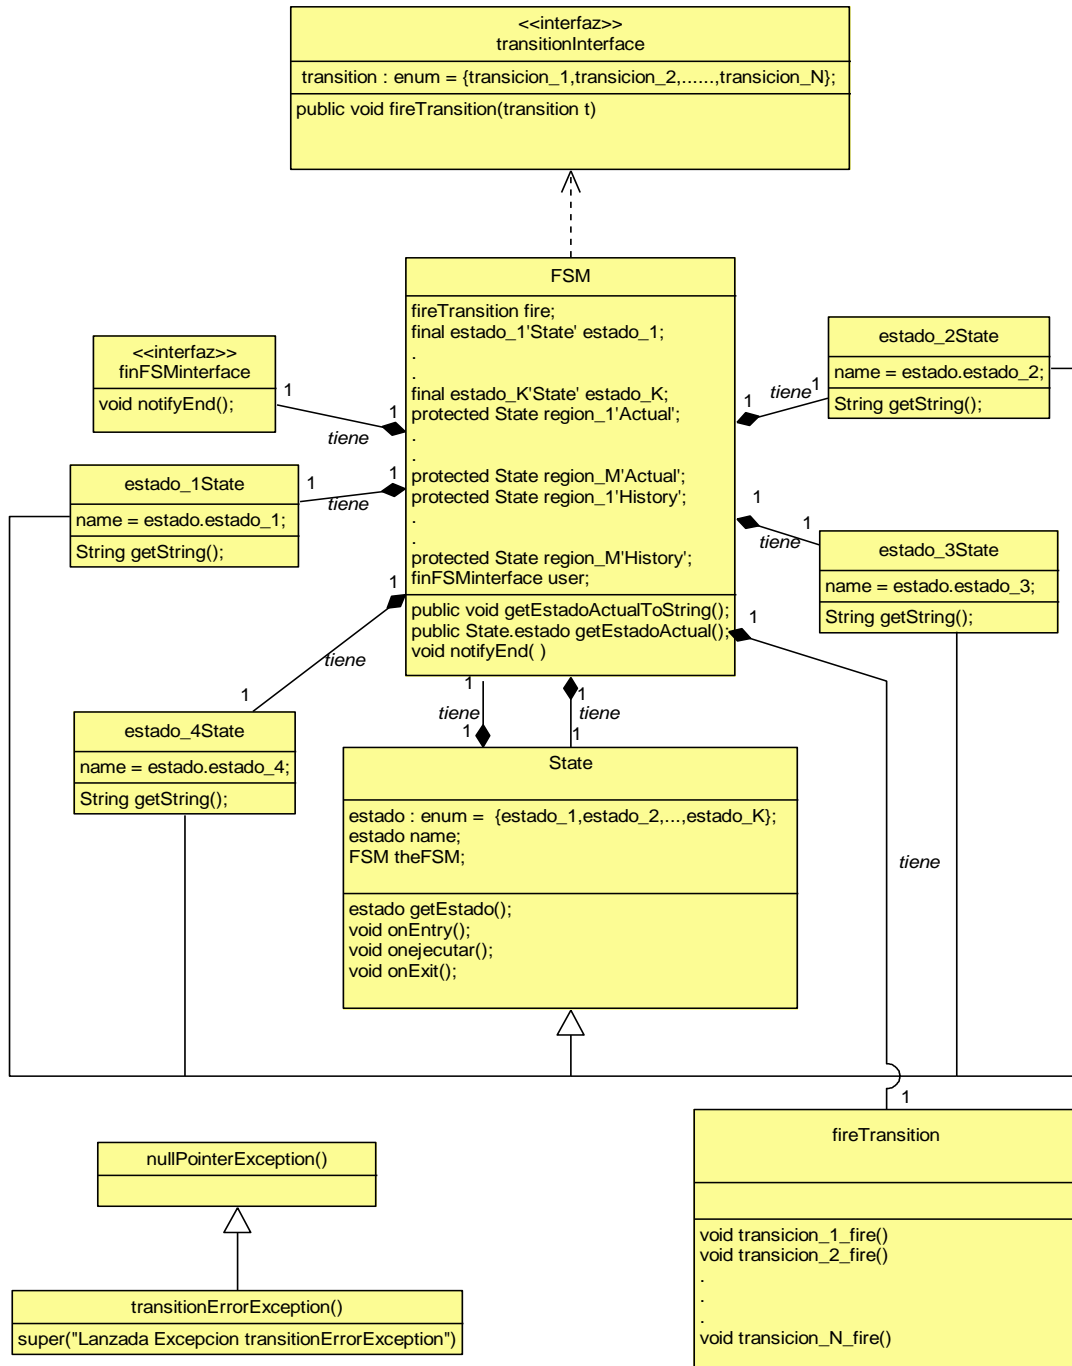 <<interfaz>>
transitionInterface
transition : enum = {transicion_1,transicion_2,......,transicion_N};
public void fireTransition(transition t)
FSM
fireTransition fire;
final estado_1'State' estado_1;
.
.
final estado_K'State' estado_K;
protected State region_1'Actual';
.
.
protected State region_M'Actual';
protected State region_1'History';
.
.
protected State region_M'History';
finFSMinterface user;
public void getEstadoActualToString();
public State.estado getEstadoActual();
void notifyEnd( )
<<interfaz>>
finFSMinterface
void notifyEnd();
1
1
tiene
estado_2State
name = estado.estado_2;
String getString();
1
1
tiene
estado_1State
name = estado.estado_1;
String getString();
1
1
tiene
estado_3State
name = estado.estado_3;
String getString();
1
1
tiene
estado_4State
name = estado.estado_4;
String getString();
1
1
tiene
1
tiene
1
1
tiene
1
State
estado : enum = {estado_1,estado_2,...,estado_K};
estado name;
FSM theFSM;
estado getEstado();
void onEntry();
void onejecutar();
void onExit();
1
tiene
1
fireTransition
void transicion_1_fire()
void transicion_2_fire()
.
.
.
void transicion_N_fire()
nullPointerException()
transitionErrorException()
super("Lanzada Excepcion transitionErrorException")